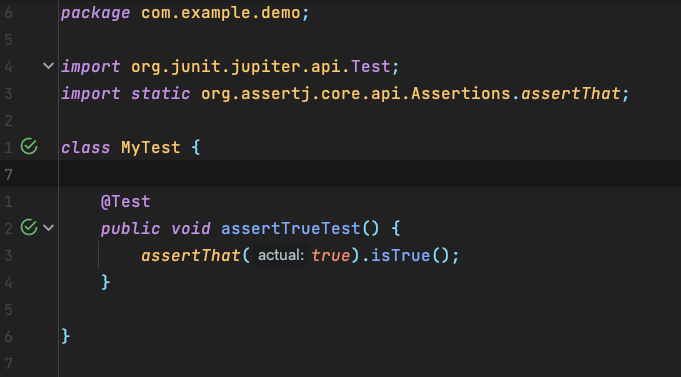 6 package com.example.demo;
5
4 import org.junit.jupiter.api.Test;
3 import static org.assertj.core.api.Assertions.assertThat;
2
1 class MyTest {
7
1 @Test
2 public void assertTrueTest() {
3 assertThat( actual: true).isTrue();
4 }
5
6 }
7